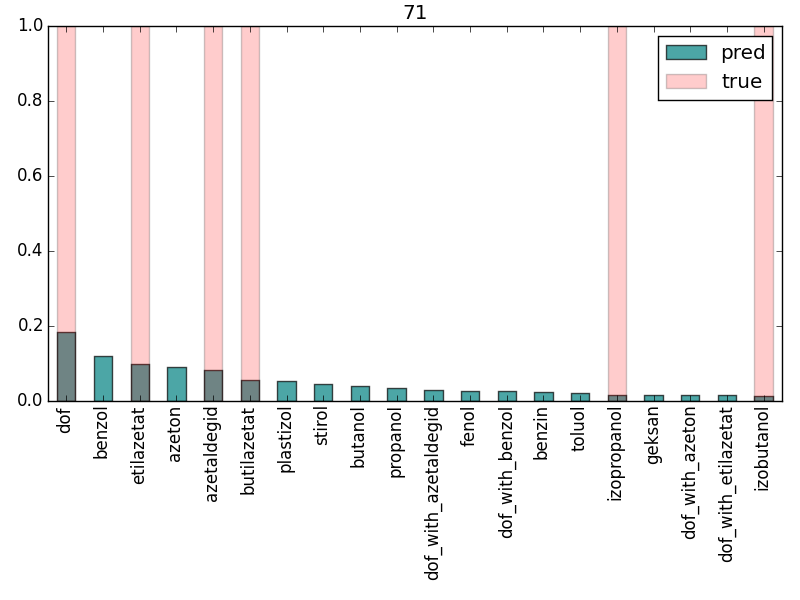 71
1.0
0.8
0.6
0.4
0.2
0.0
pred
true
dof
benzol
etilazetat
azeton
azetaldegid
butilazetat
plastizol
stirol
butanol
propanol
dof_with_azetaldegid
fenol
dof_with_benzol
benzin
toluol
izopropanol
geksan
dof_with_azeton
dof_with_etilazetat
izobutanol